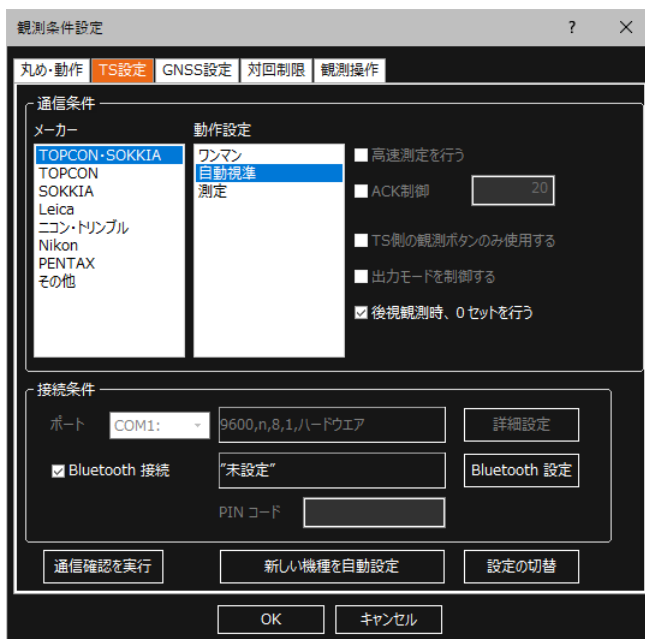 観測条件設定 ? ×
丸め・動作 TS設定 GNSS設定 対回制限 観測操作
通信条件
メーカー 動作設定
TOPCON・SOKKIA ワンマン 高速測定を行う
TOPCON 自動視準
SOKKIA 測定 ACK制御 20
Leica
ニコン・トリンブル
Nikon TS側の観測ボタンのみ使用する
PENTAX
その他 出力モードを制御する
後視観測時、0セットを行う
接続条件
ポート COM1: 9600,n,8,1,ハードウエア 詳細設定
Bluetooth 接続 "未設定" Bluetooth 設定
PIN コード
通信確認を実行 新しい機種を自動設定 設定の切替
OK キャンセル